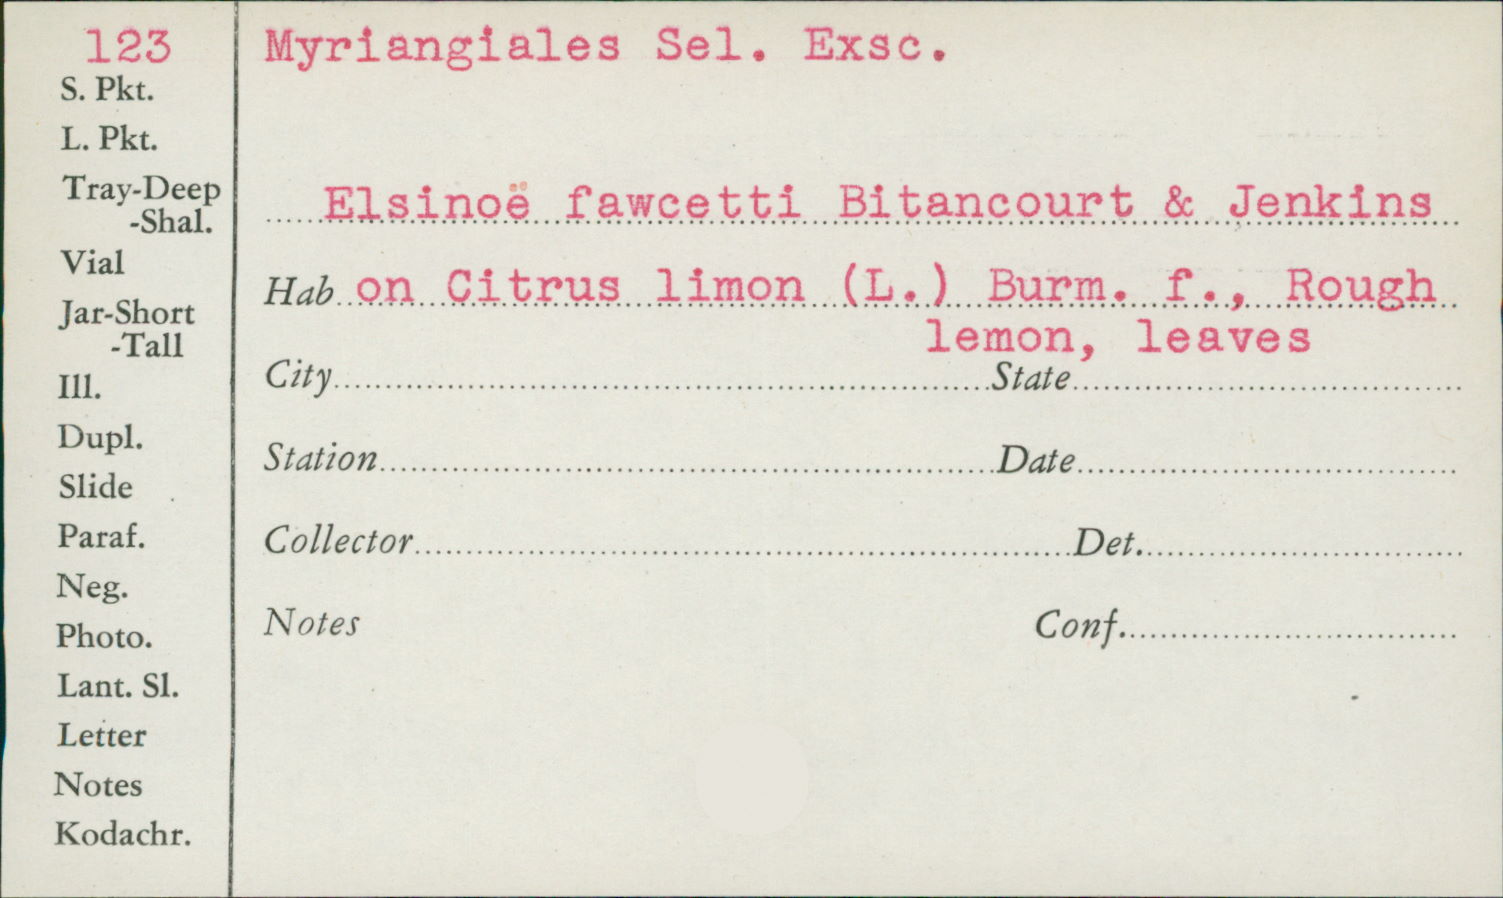 123
S. Pkt.
L. Pkt.
Tray-Deep
-Shal.
Vial
Jar-Short
-Tall
Ill.
Dupl.
Slide
Paraf.
Neg.
Photo.
Lant. Sl.
Letter
Notes
Kodachr.
Myriangiales Sel. Exsc.
Elsinoë fawcetti Bitancourt & Jenkins
Hab on Citrus limon (L.) Burm. f., Rough
lemon, leaves
City State
Station Date
Collector Det.
Notes Conf.